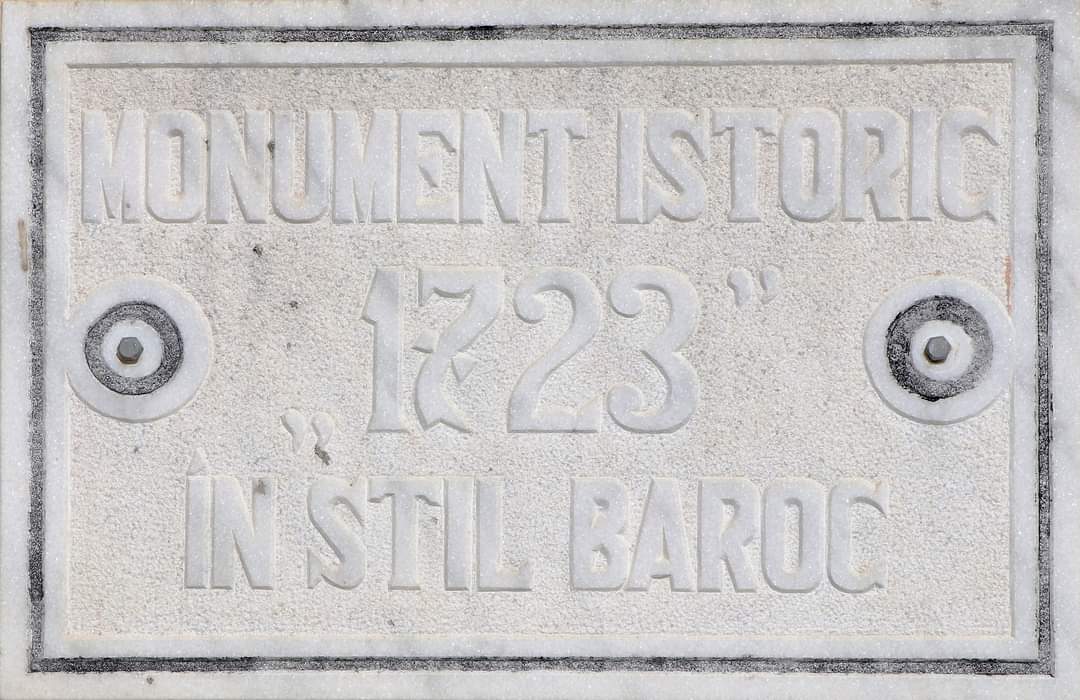 MONUMENT ISTORIC
1723”
„
ÎN STIL BAROC